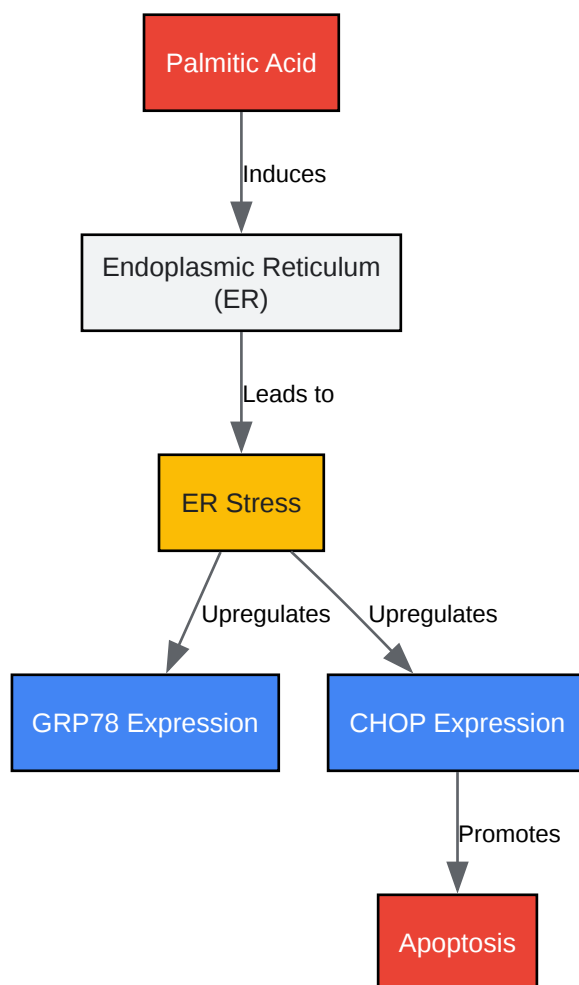 Palmitic Acid
Induces
Endoplasmic Reticulum
(ER)
Leads to
ER Stress
Upregulates
Upregulates
GRP78 Expression
CHOP Expression
Promotes
Apoptosis